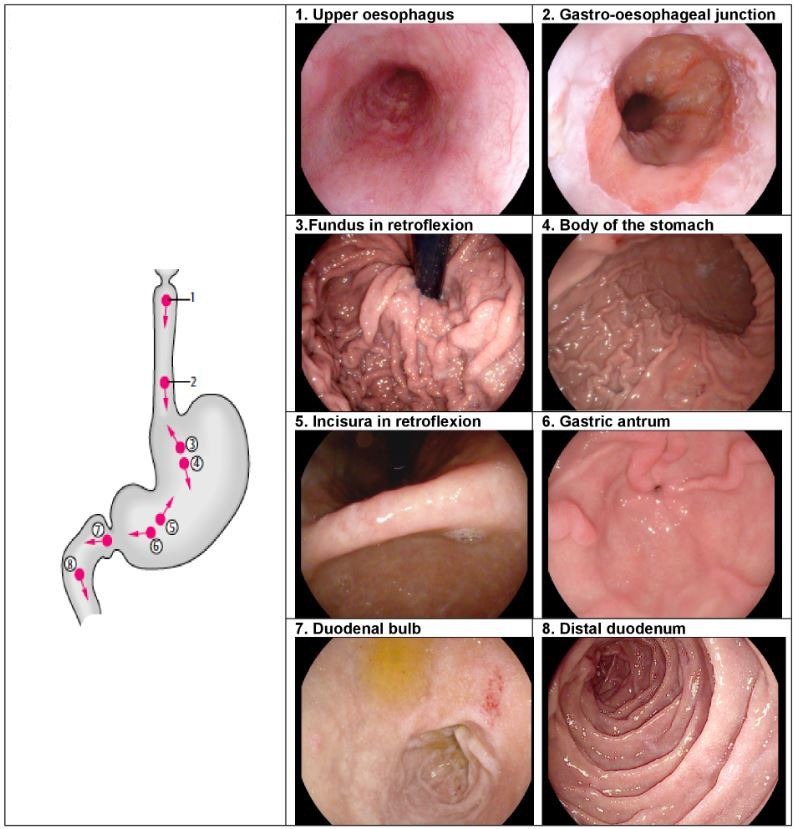 1. Upper oesophagus
2. Gastro-oesophageal junction
3.Fundus in retroflexion
4. Body of the stomach
5. Incisura in retroflexion
6. Gastric antrum
7. Duodenal bulb
8. Distal duodenum
1
2
3
4
5
6
7
8